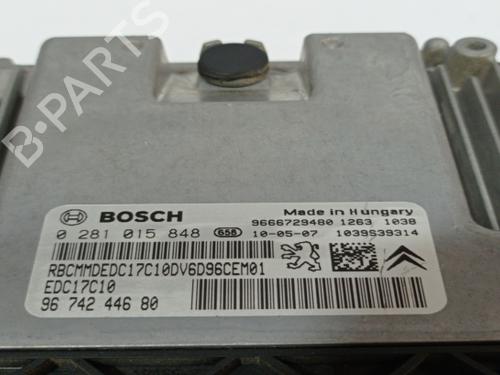 B-PARTS
BOSCH
Made in Hungary
9666729480 1263 1038
0 281 015 848 658 10-05-07 1039S39314
RBCMMDEDC17C10DV6D96CEM01
EDC17C10
96 742 446 80